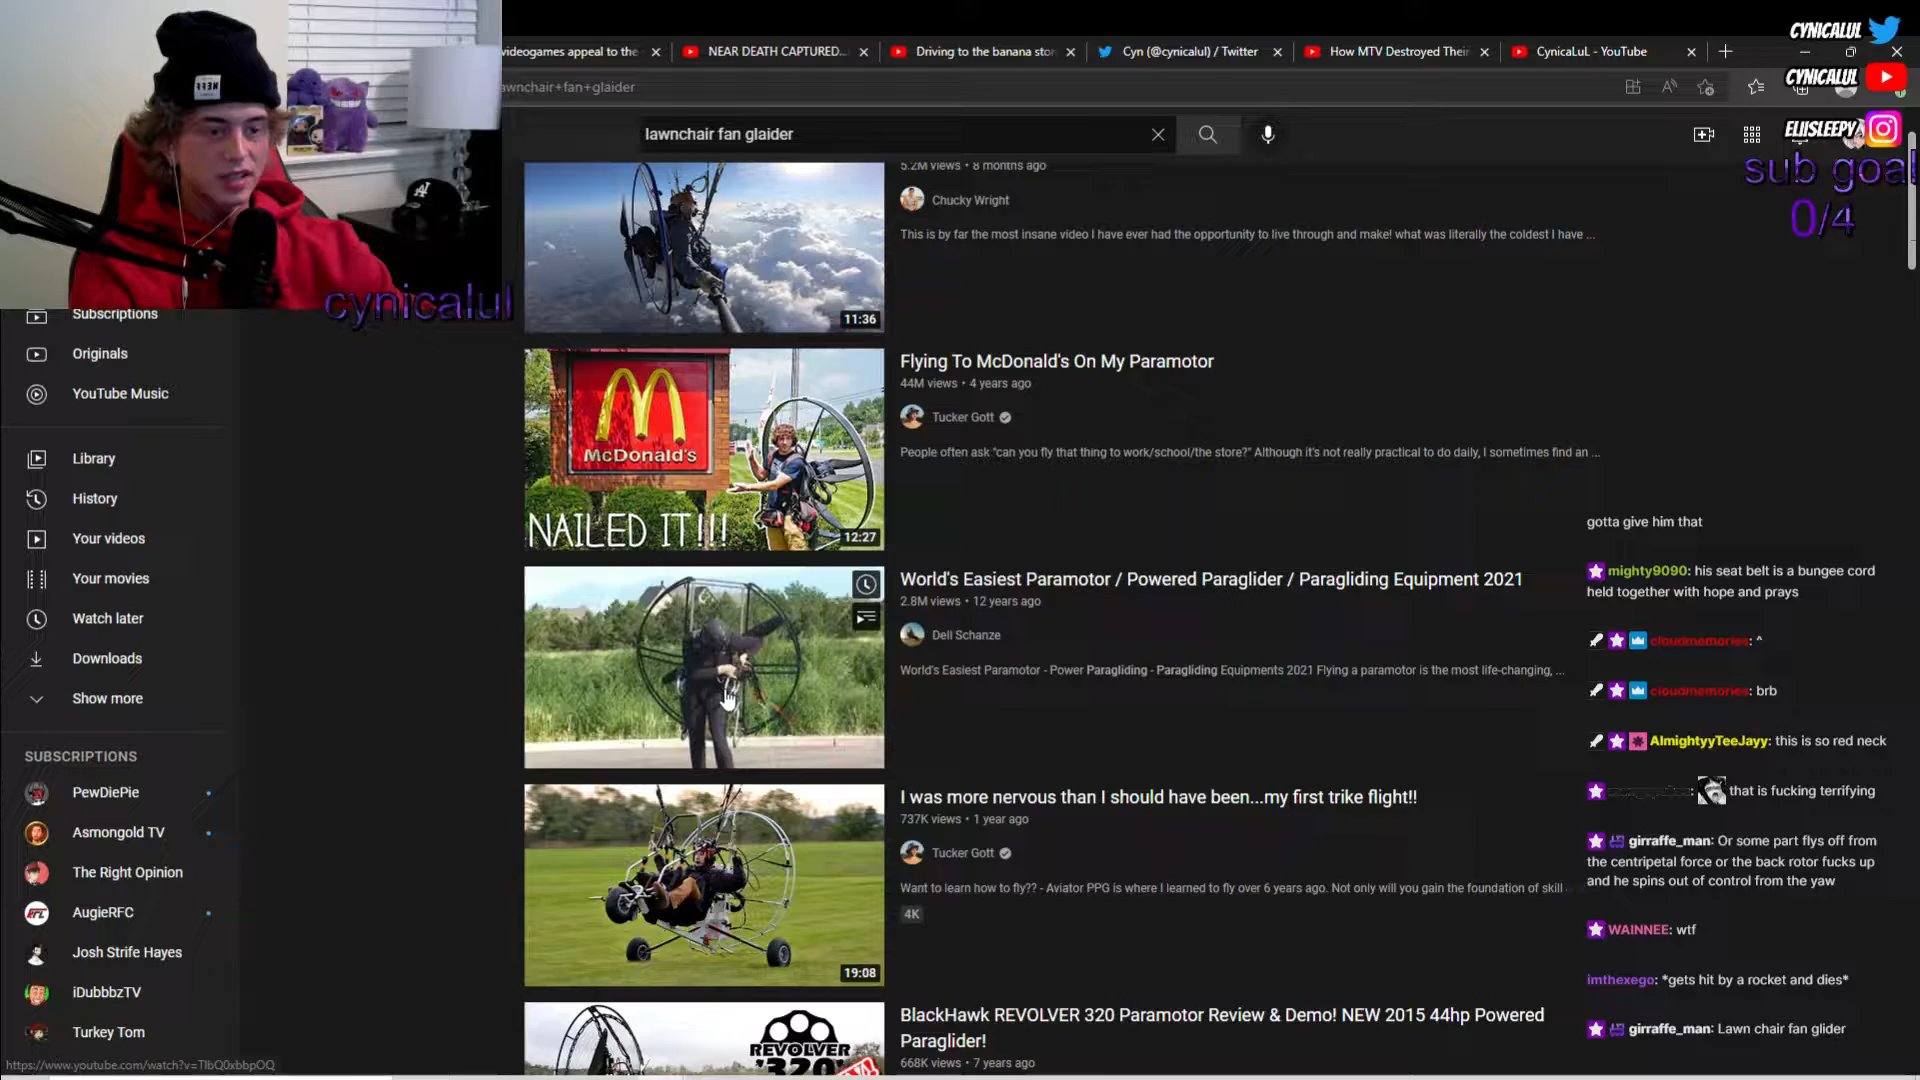 CYNICALUL
videogames appeal to the
NEAR DEATH CAPTURED...
Driving to the banana sto
Cyn (@cynicalul) / Twitter
How MTV Destroyed Thei
CynicaLuL - YouTube
CYNICALUL
awnchair+fan+glaider
lawnchair fan glaider
ELIISLEEPY
sub goal
0/4
NEFF
LA
cynicalul
5.2M views • 8 months ago
Chucky Wright
This is by far the most insane video I have ever had the opportunity to live through and make! what was literally the coldest I have ...
11:36
Subscriptions
Originals
YouTube Music
Library
History
Your videos
Your movies
Watch later
Downloads
Show more
SUBSCRIPTIONS
PewDiePie
Asmongold TV
The Right Opinion
AugieRFC
Josh Strife Hayes
iDubbbzTV
Turkey Tom
https://www.youtube.com/watch?v=TlbQ0xbbpOQ
McDonald's
NAILED IT!!!
12:27
Flying To McDonald's On My Paramotor
44M views • 4 years ago
Tucker Gott
People often ask "can you fly that thing to work/school/the store?" Although it's not really practical to do daily, I sometimes find an ...
World's Easiest Paramotor / Powered Paraglider / Paragliding Equipment 2021
2.8M views • 12 years ago
Dell Schanze
World's Easiest Paramotor - Power Paragliding - Paragliding Equipments 2021 Flying a paramotor is the most life-changing, ...
19:08
I was more nervous than I should have been...my first trike flight!!
737K views • 1 year ago
Tucker Gott
Want to learn how to fly?? - Aviator PPG is where I learned to fly over 6 years ago. Not only will you gain the foundation of skill
4K
REVOLVER
'320'
BlackHawk REVOLVER 320 Paramotor Review & Demo! NEW 2015 44hp Powered
Paraglider!
668K views • 7 years ago
gotta give him that
mighty9090: his seat belt is a bungee cord
held together with hope and prays
cloudmemories: ^
cloudmemories: brb
AlmightyyTeeJayy: this is so red neck
that is fucking terrifying
girraffe_man: Or some part flys off from
the centripetal force or the back rotor fucks up
and he spins out of control from the yaw
WAINNEE: wtf
imthexego: *gets hit by a rocket and dies*
girraffe_man: Lawn chair fan glider